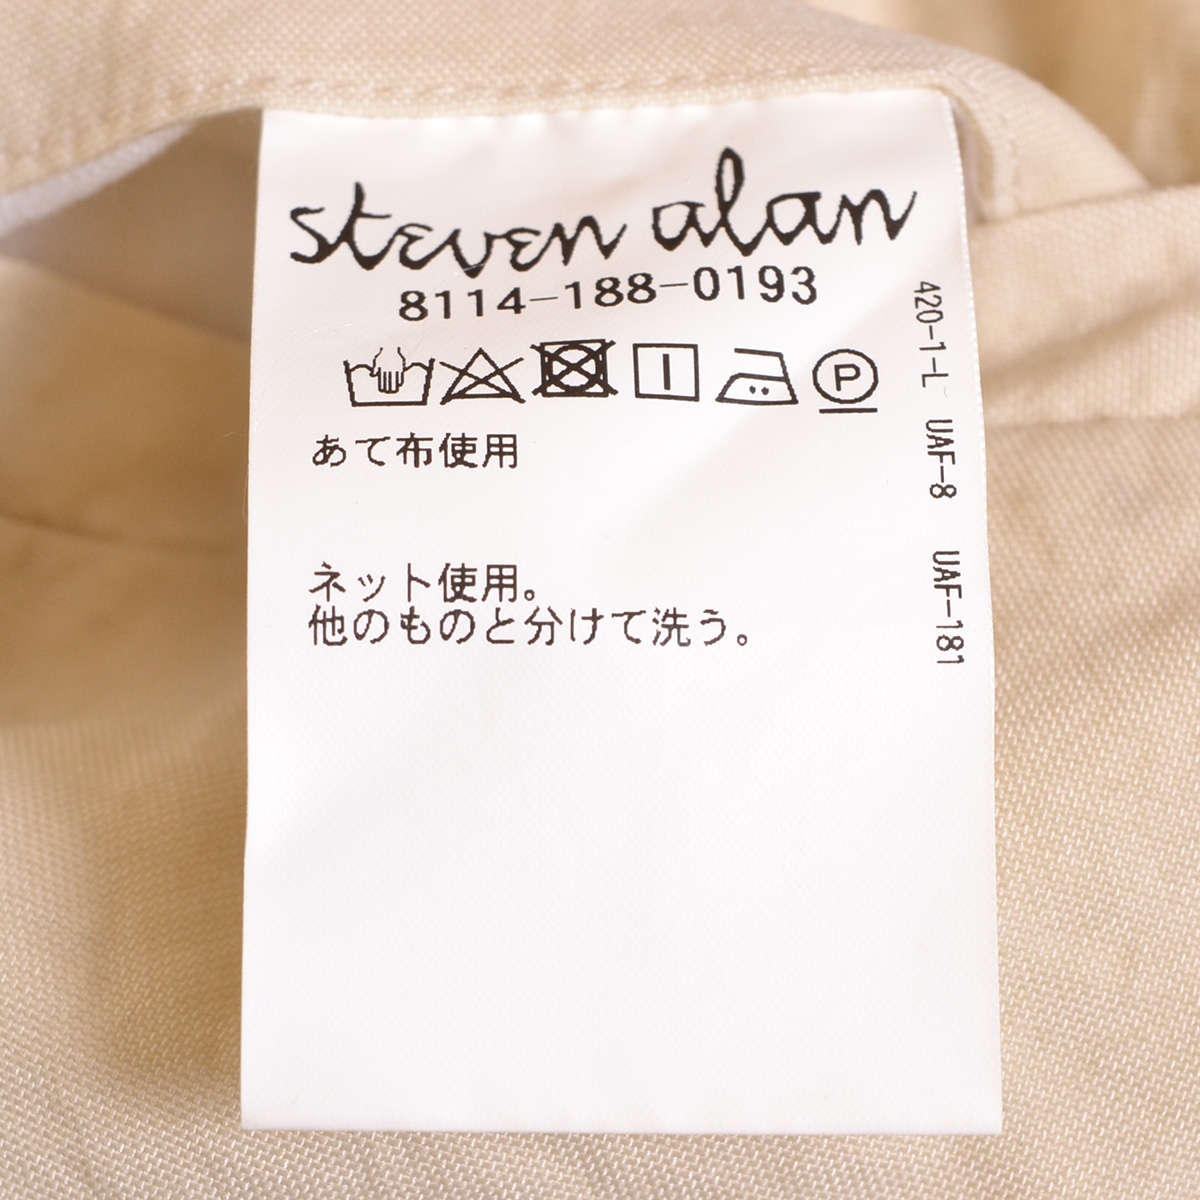 steven alan
8114-188-0193
P
あて布使用
ネット使用。
他のものと分けて洗う。
420-1-L UAF-8 UAF-181